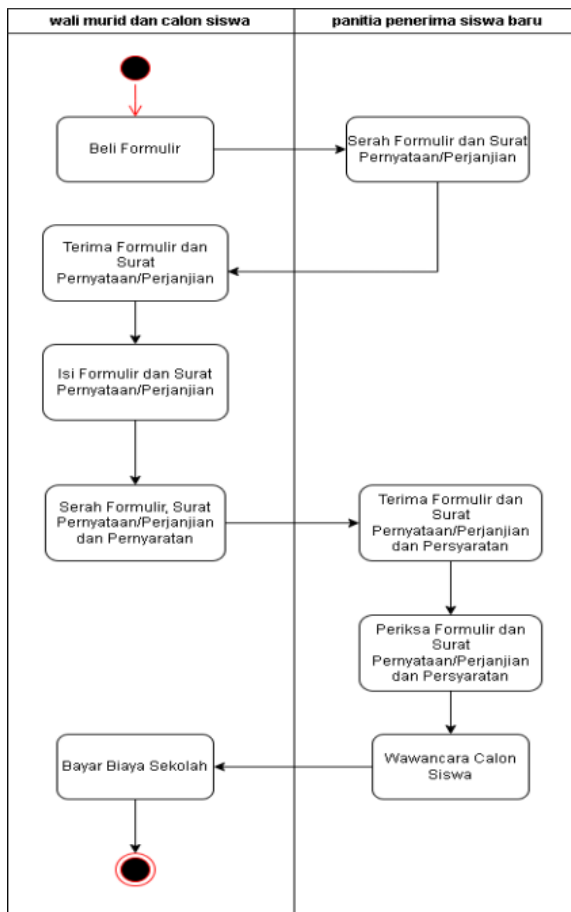 wali murid dan calon siswa
panitia penerima siswa baru
Beli Formulir
Serah Formulir dan Surat
Pernyataan/Perjanjian
Terima Formulir dan
Surat
Pernyataan/Perjanjian
Isi Formulir dan Surat
Pernyataan/Perjanjian
Serah Formulir, Surat
Pernyataan/Perjanjian
dan Pernyaratan
Terima Formulir dan
Surat
Pernyataan/Perjanjian
dan Persyaratan
Periksa Formulir dan
Surat
Pernyataan/Perjanjian
dan Persyaratan
Wawancara Calon
Siswa
Bayar Biaya Sekolah